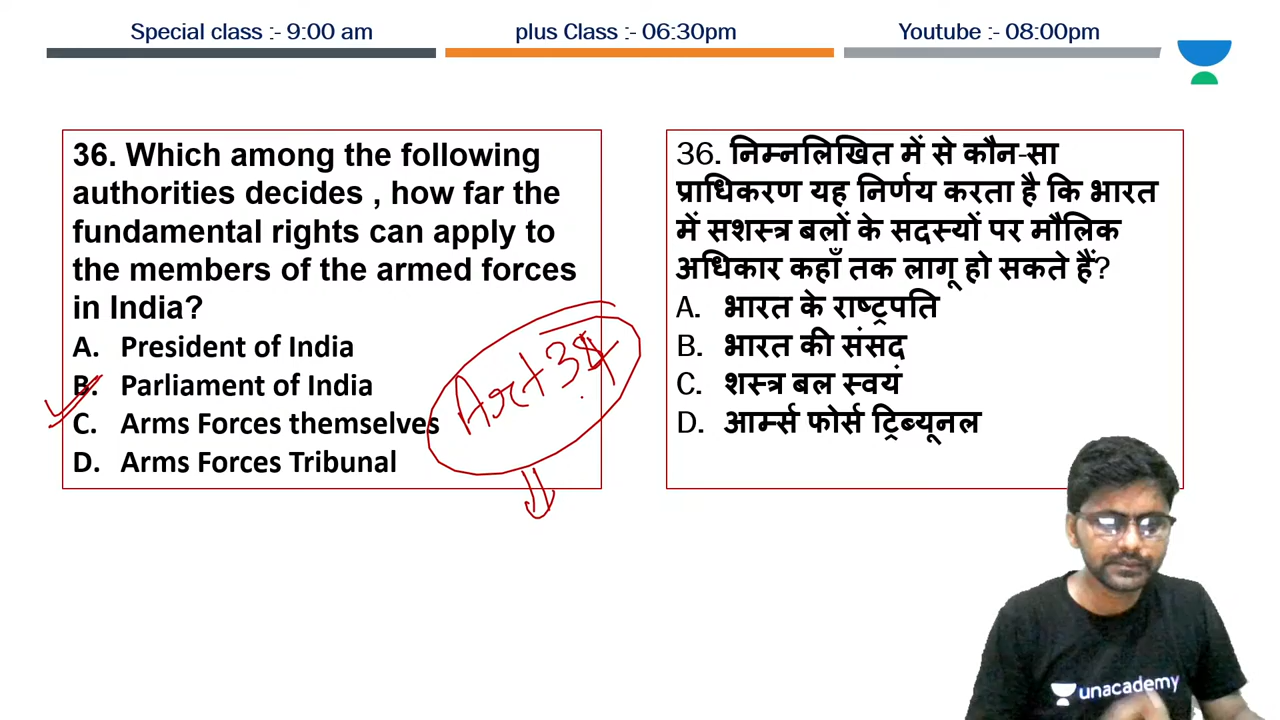 Special class :- 9:00 am
plus Class :- 06:30pm
Youtube :- 08:00pm
36. Which among the following
authorities decides , how far the
fundamental rights can apply to
the members of the armed forces
in India?
A. President of India
B. Parliament of India
C. Arms Forces themselves
D. Arms Forces Tribunal
Art
36. निम्नलिखित में से कौन-सा
प्राधिकरण यह निर्णय करता है कि भारत
में सशस्त्र बलों के सदस्यों पर मौलिक
अधिकार कहाँ तक लागू हो सकते हैं?
A. भारत के राष्ट्रपति
B. भारत की संसद
C. शस्त्र बल स्वयं
D. आर्म्स फोर्स ट्रिब्यूनल
unacademy